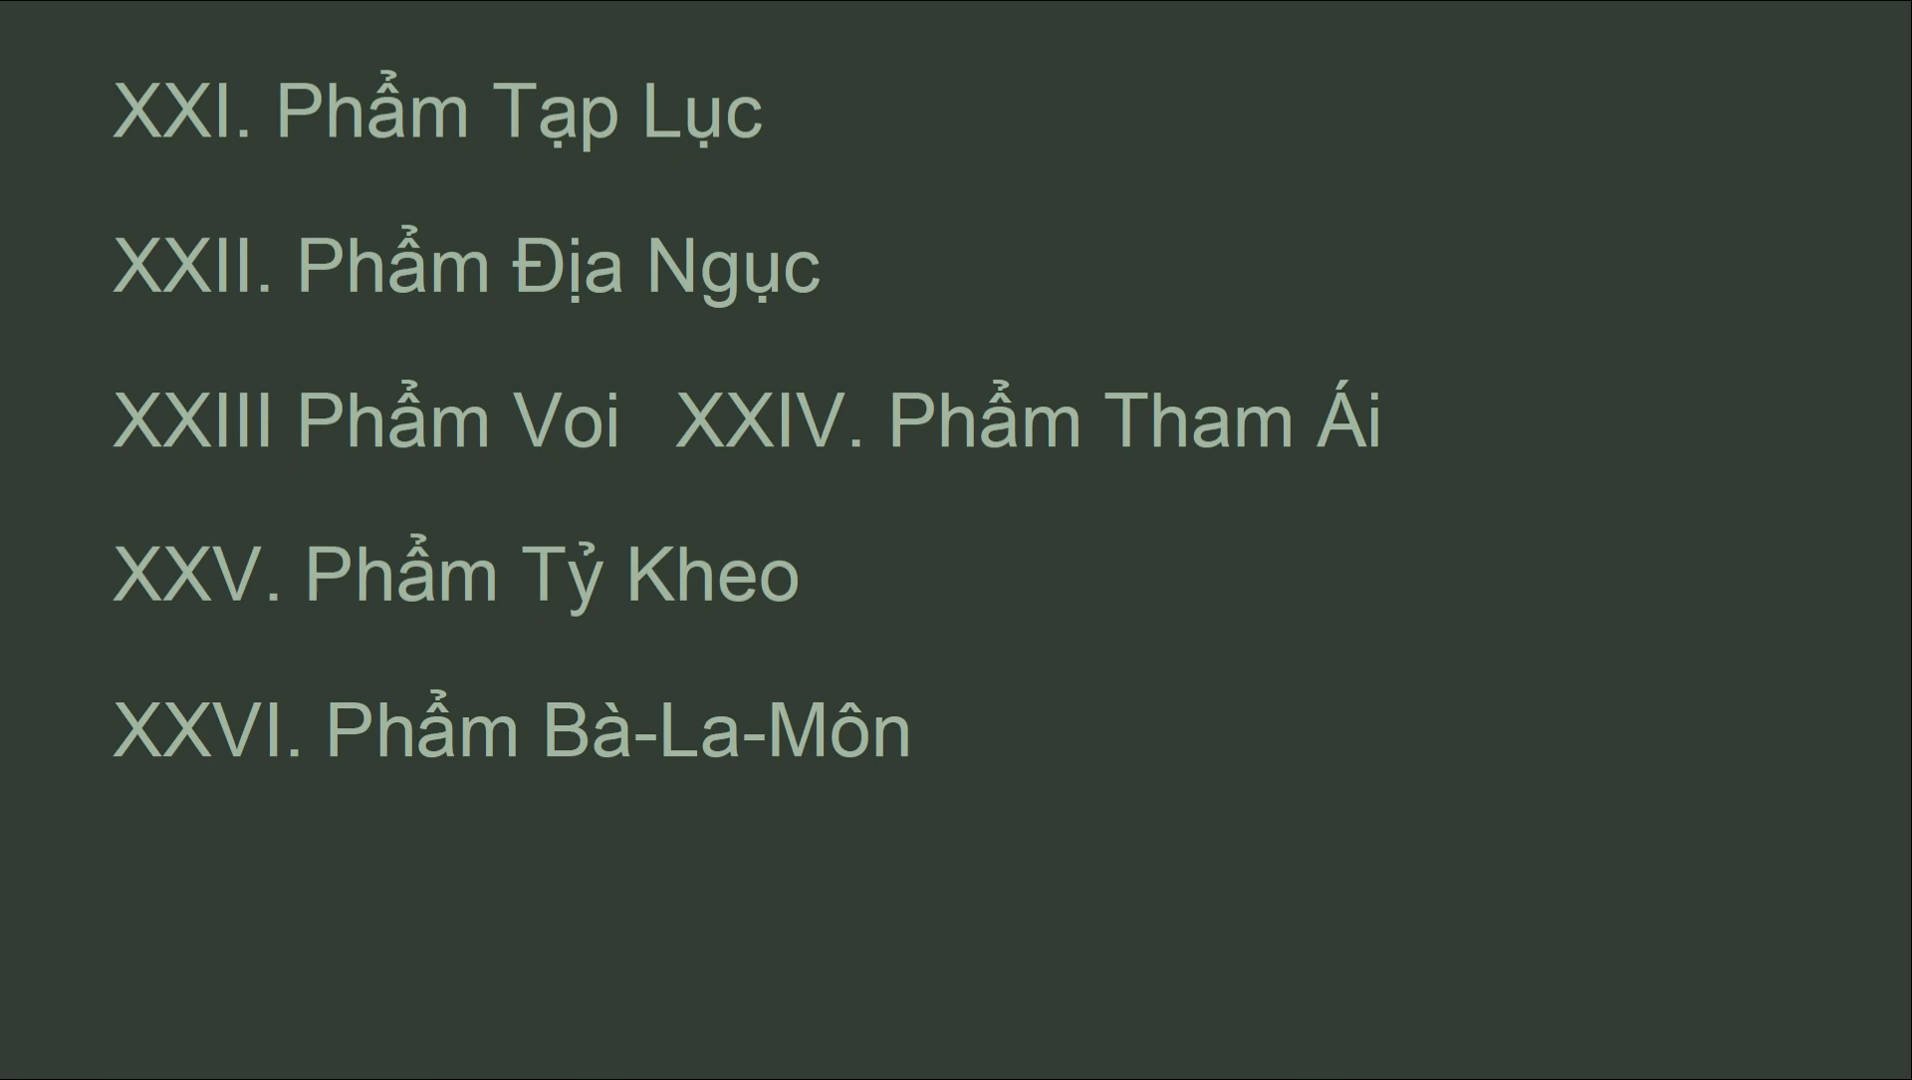 XXI. Phẩm Tạp Lục
XXII. Phẩm Địa Ngục
XXIII Phẩm Voi XXIV. Phẩm Tham Ái
XXV. Phẩm Tỷ Kheo
XXVI. Phẩm Bà-La-Môn